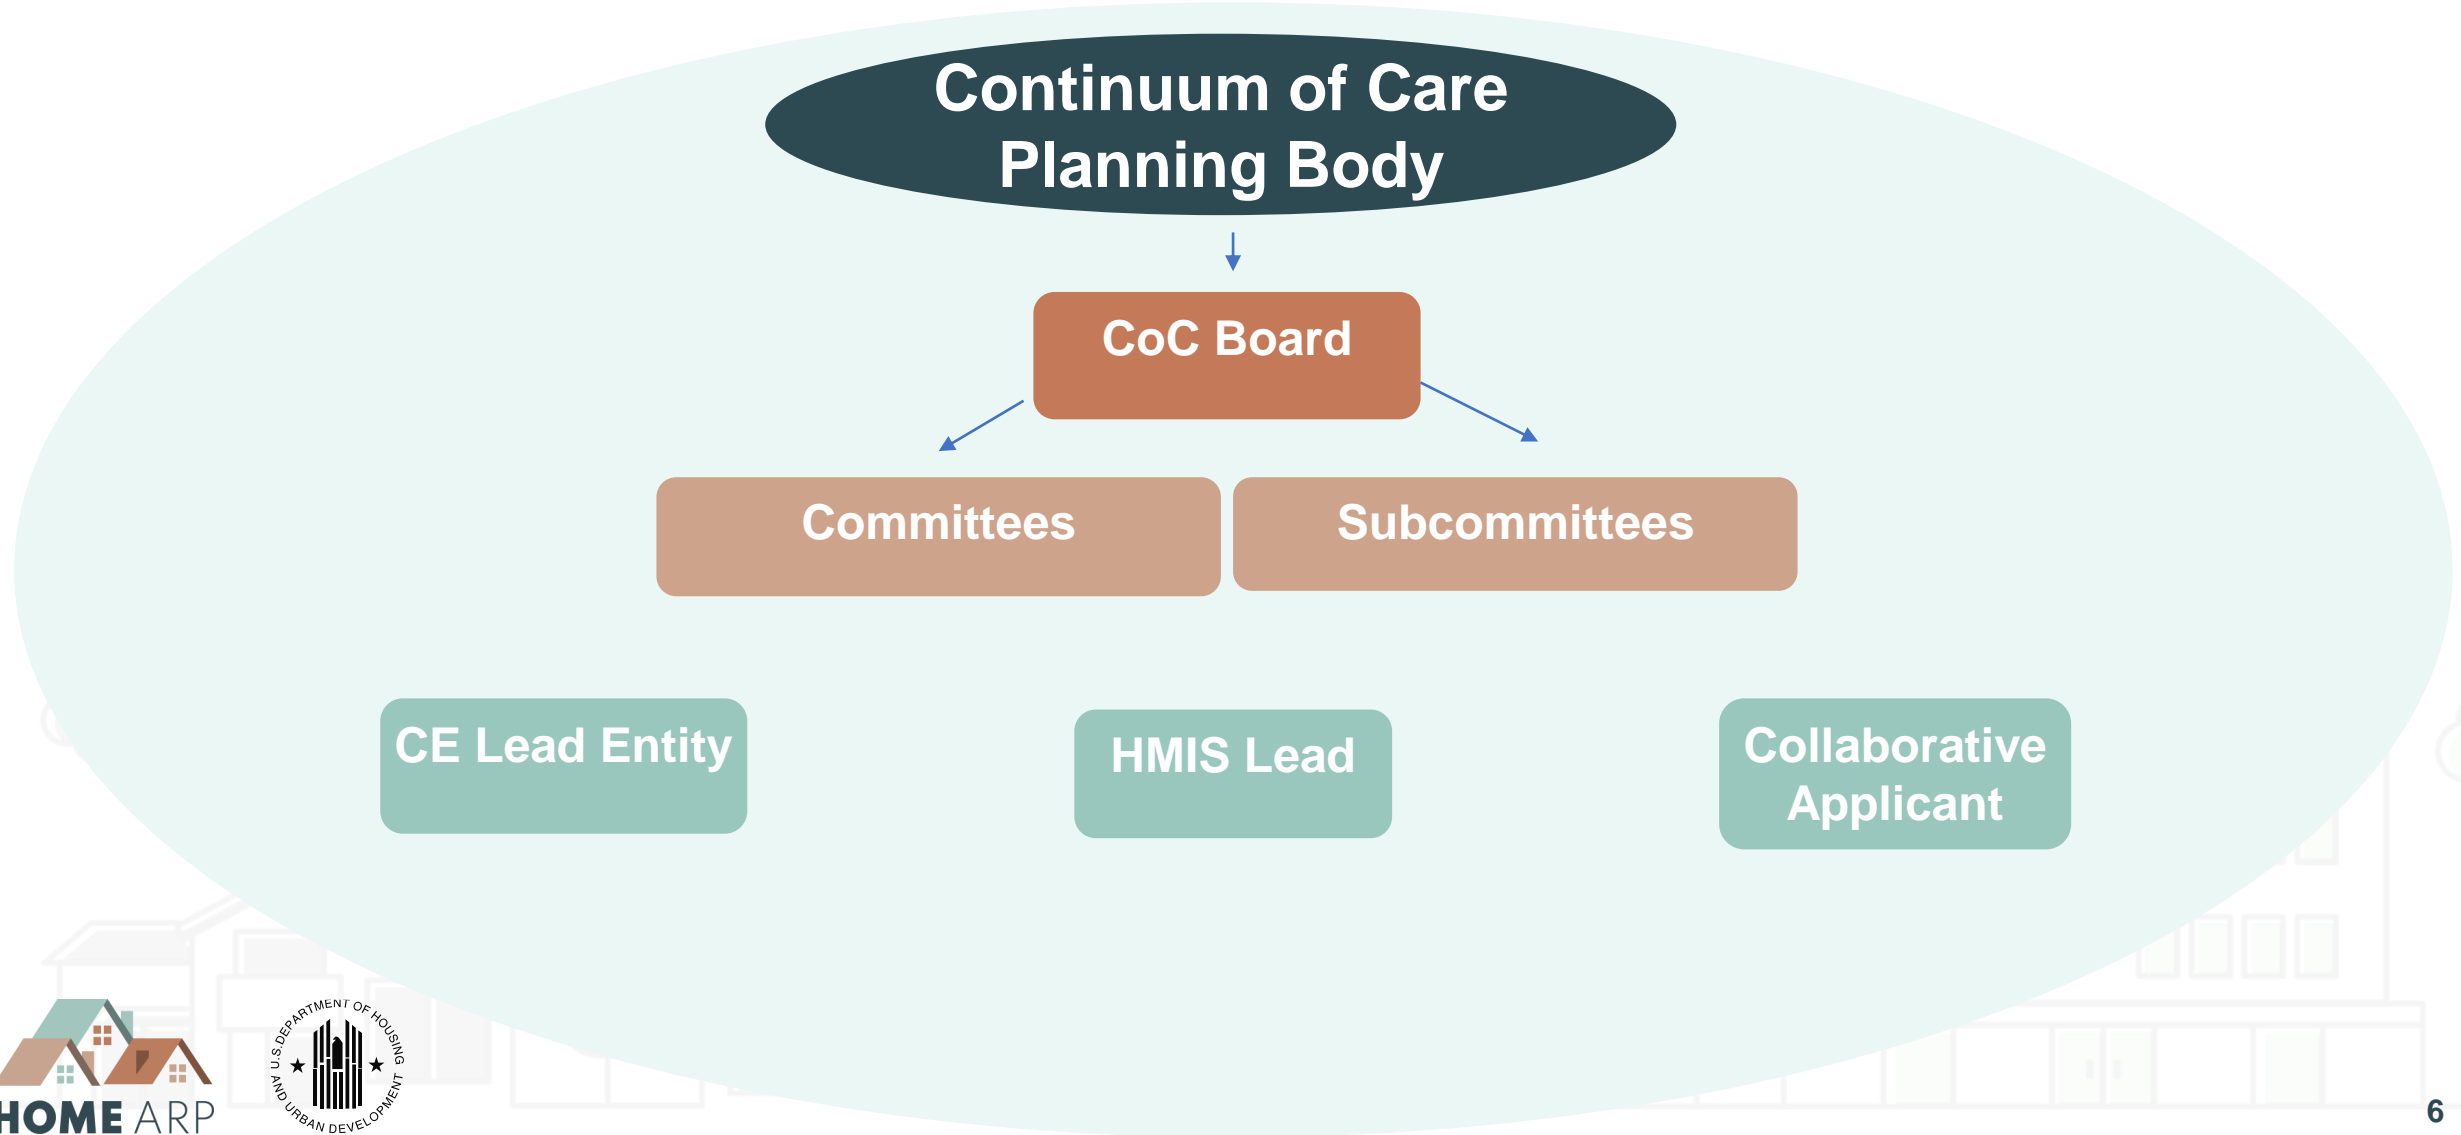 Continuum of Care
Planning Body
CoC Board
Committees
Subcommittees
CE Lead Entity
HMIS Lead
Collaborative
Applicant
HOME ARP
U.S.DEPARTMENT OF HOUSING
AND URBAN DEVELOPMENT
6